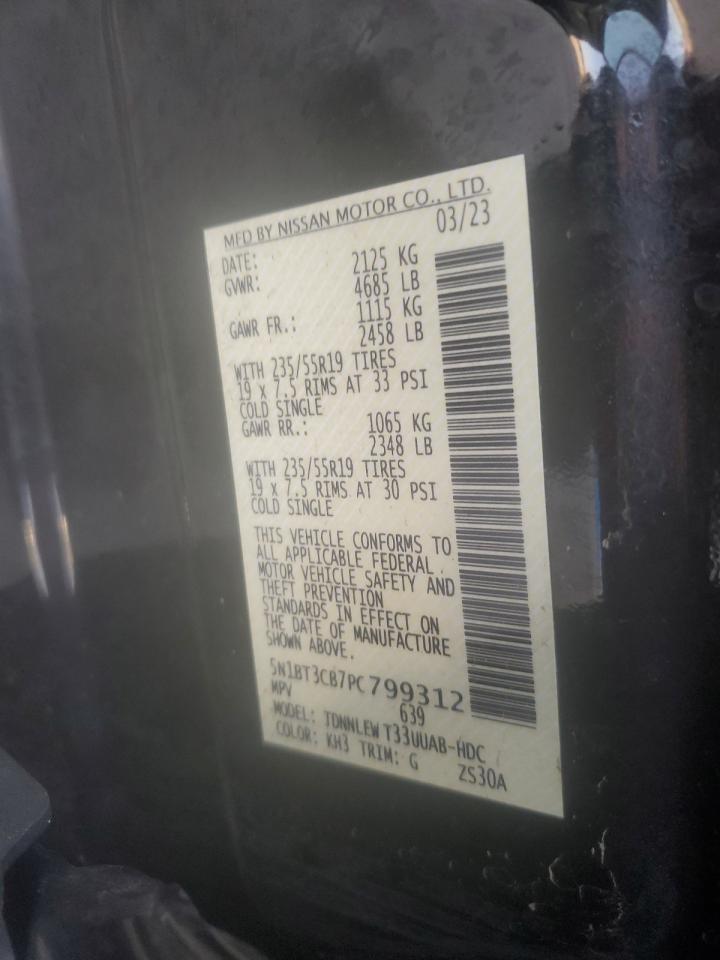 MFD BY NISSAN MOTOR CO., LTD.
DATE: 03/23
GVWR: 2125 KG
4685 LB
GAWR FR.: 1115 KG
2458 LB
WITH 235/55R19 TIRES
19 x 7.5 RIMS AT 33 PSI
COLD SINGLE
GAWR RR.: 1065 KG
2348 LB
WITH 235/55R19 TIRES
19 x 7.5 RIMS AT 30 PSI
COLD SINGLE
THIS VEHICLE CONFORMS TO
ALL APPLICABLE FEDERAL
MOTOR VEHICLE SAFETY AND
THEFT PREVENTION
STANDARDS IN EFFECT ON
THE DATE OF MANUFACTURE
SHOWN ABOVE.
5N1BT3CB7PC799312
MPV 639
MODEL: TDNNLEW T33UUAB-HDC
COLOR: KH3 TRIM: G ZS30A